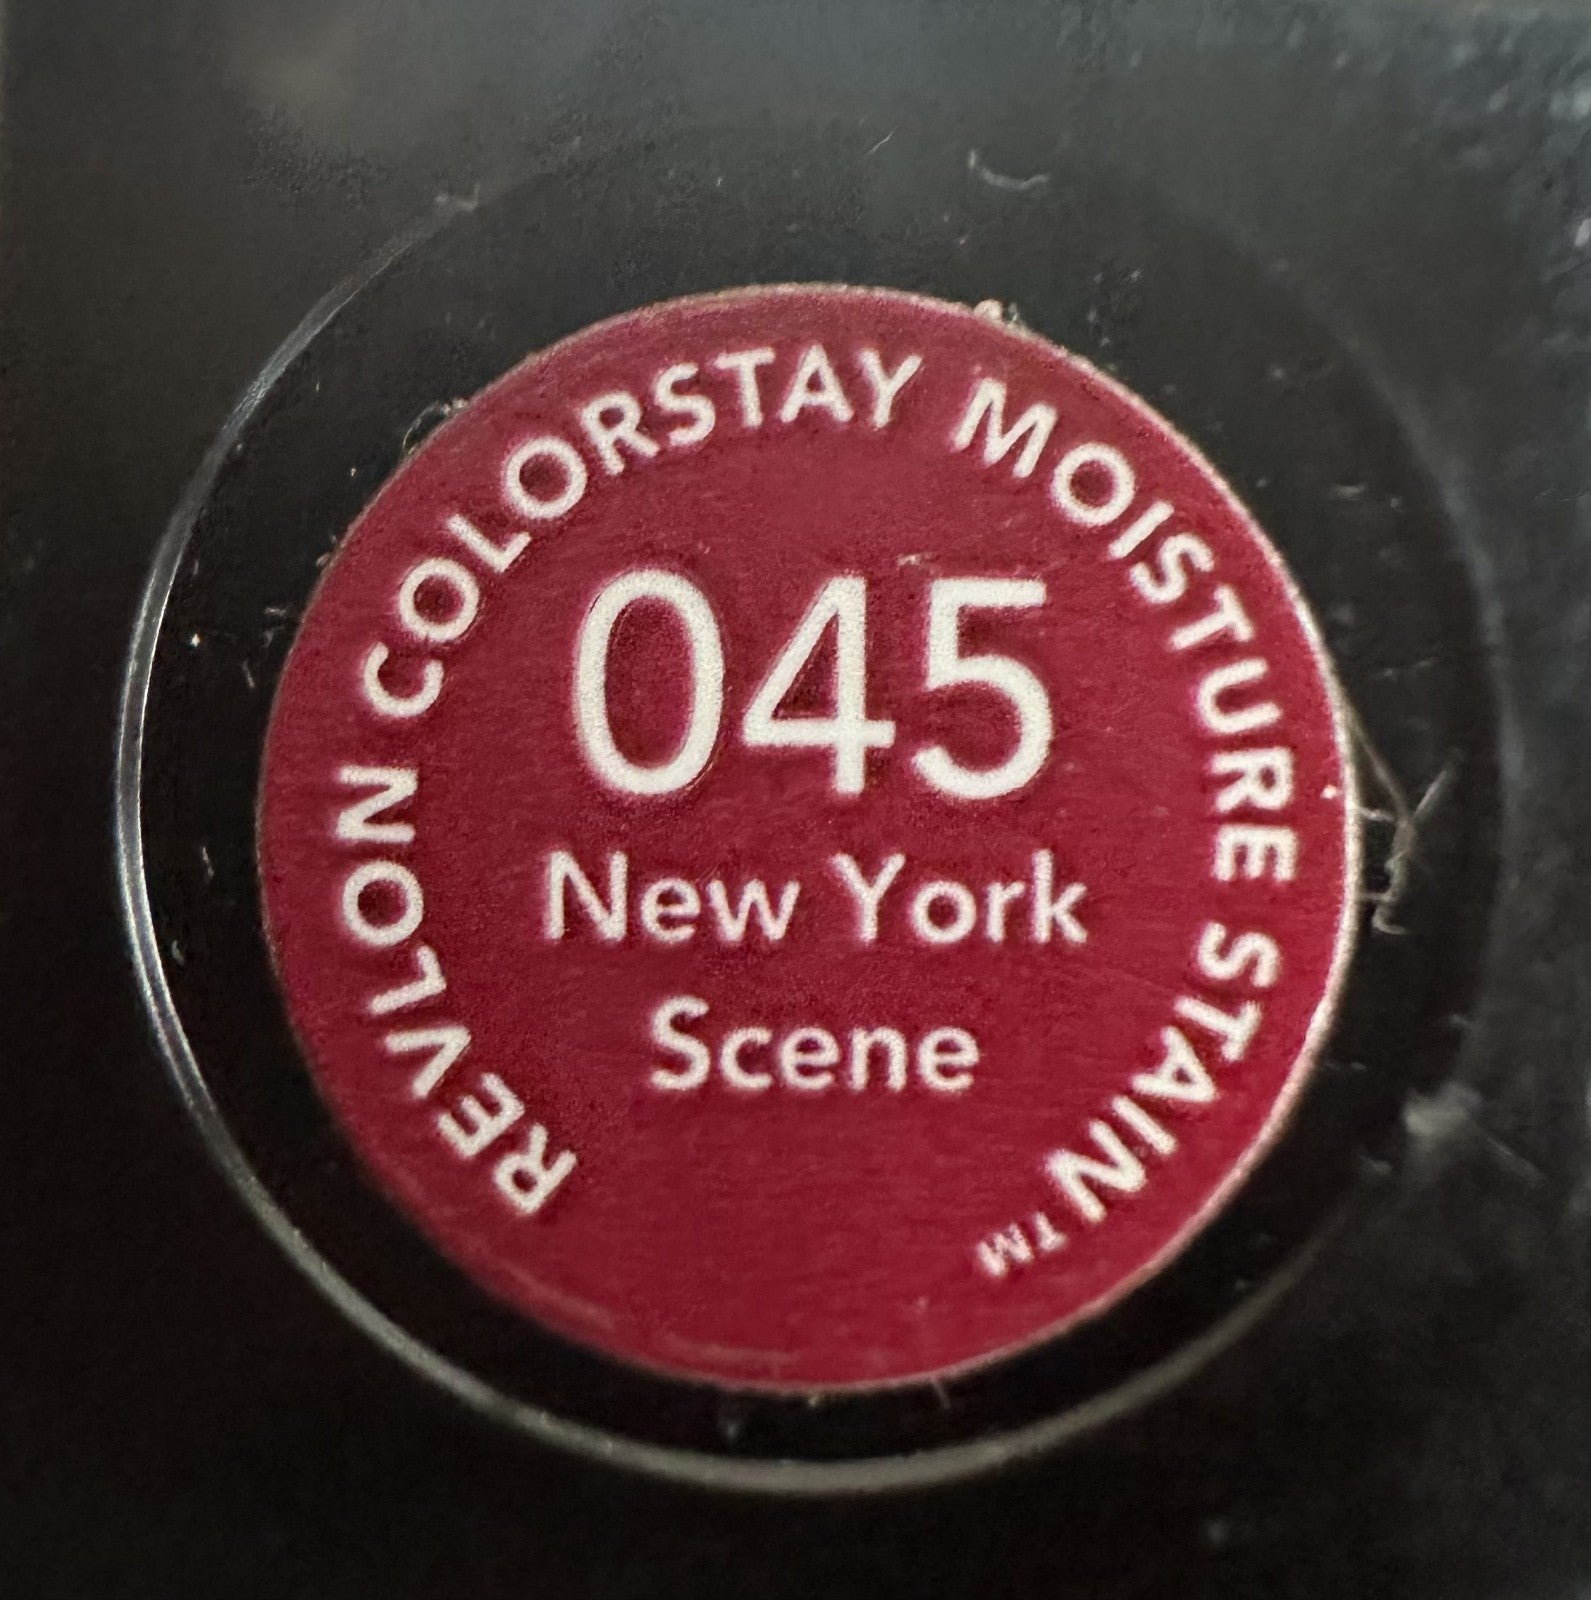 REVLON COLORSTAY MOISTURE STAIN™
045
New York
Scene